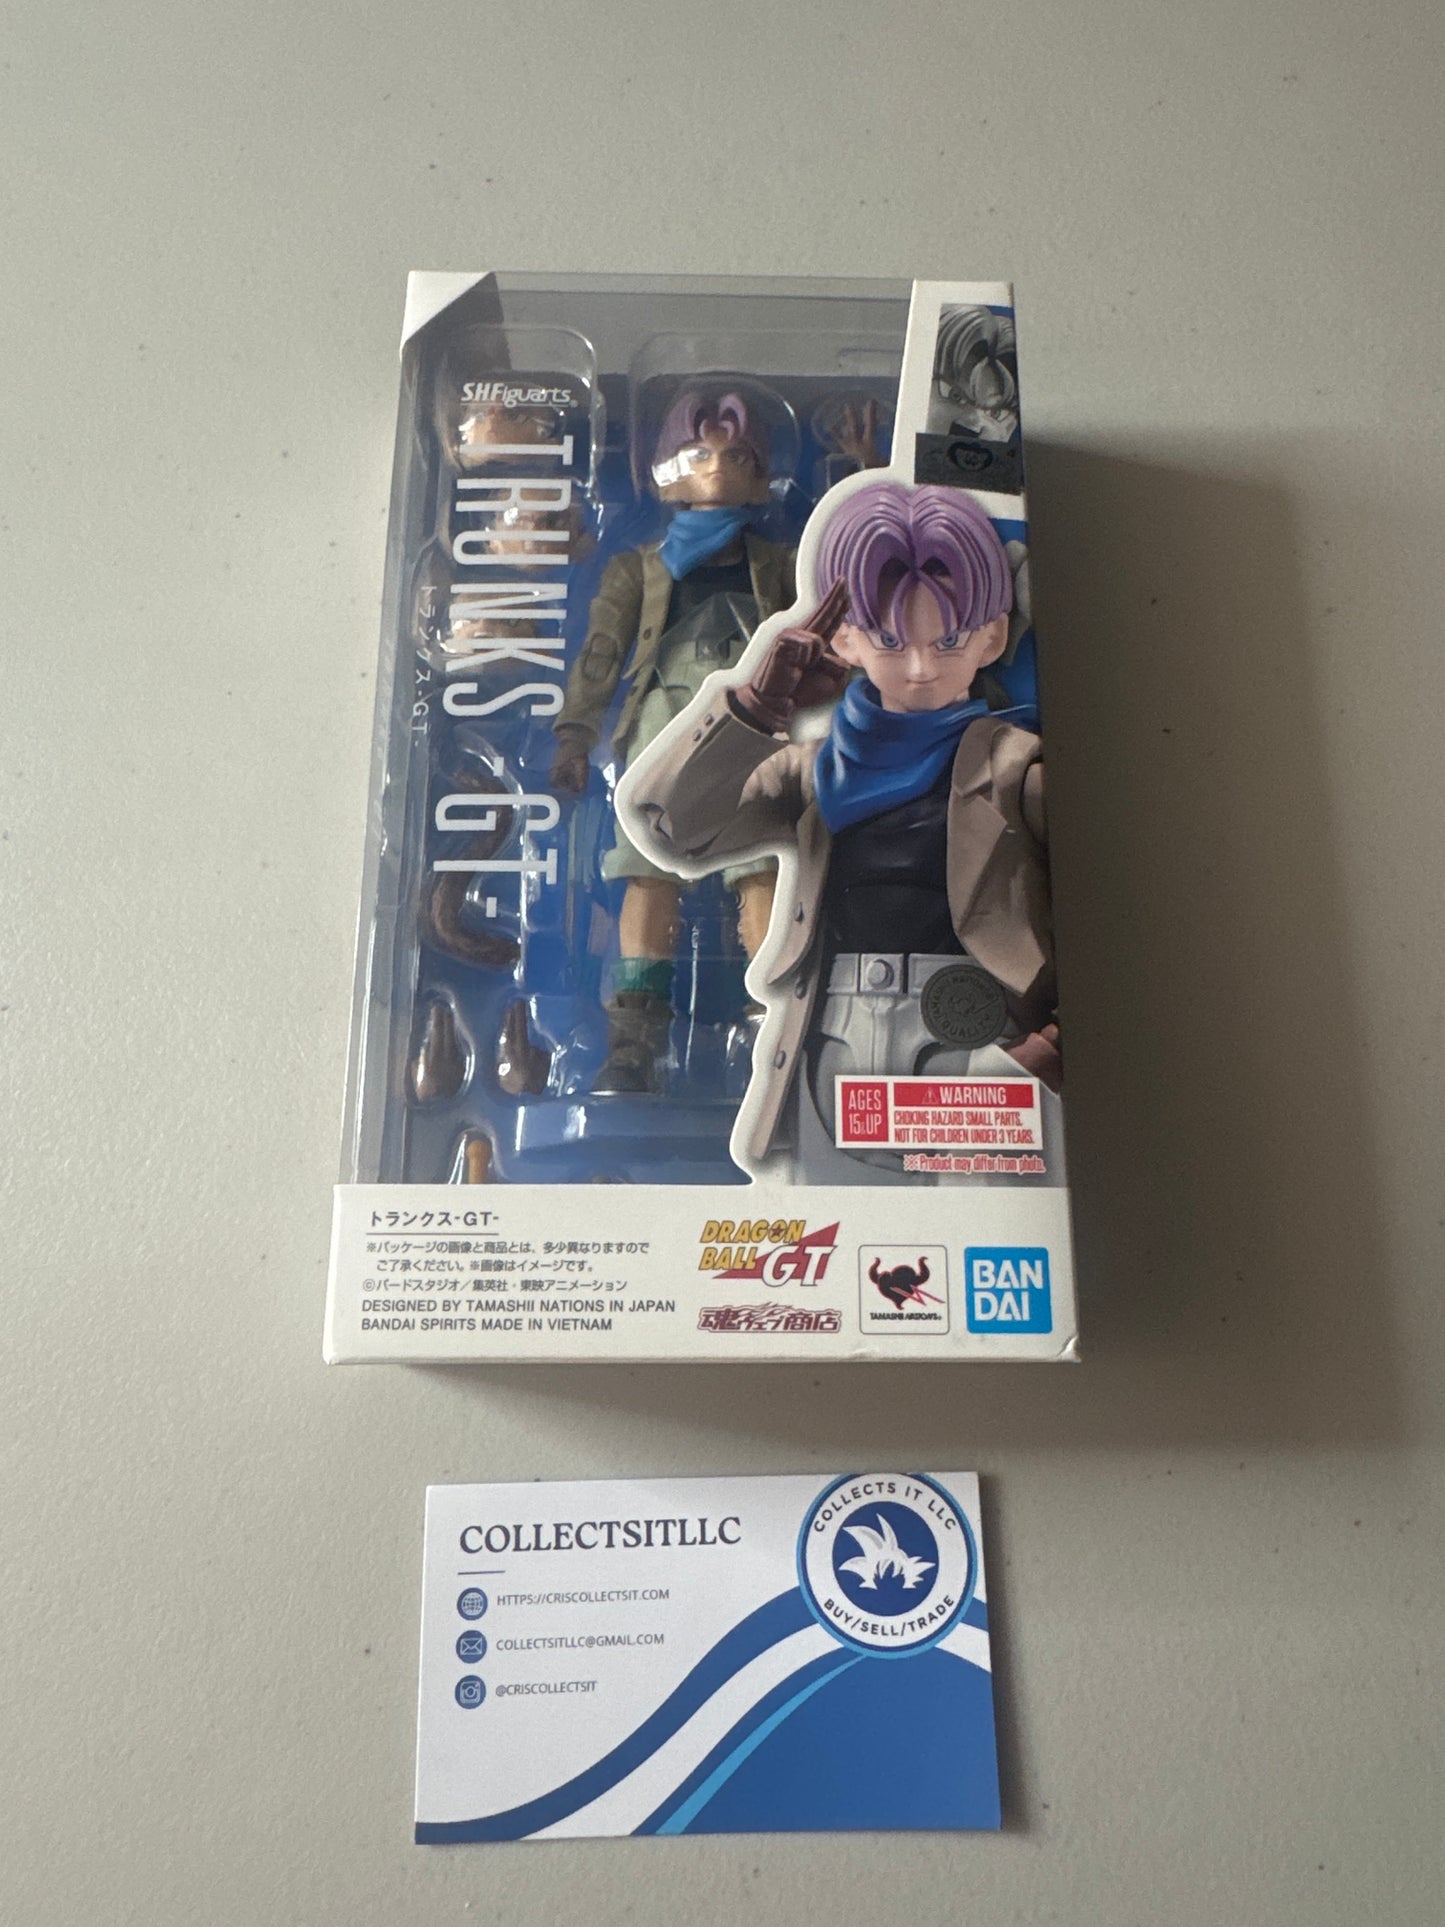 S.H.Figuarts
TRUNKS -GT-
トランクス-GT-
TAMASHII NATIONS
QUALITY
AGES
15&UP
⚠WARNING
CHOKING HAZARD SMALL PARTS.
NOT FOR CHILDREN UNDER 3 YEARS.
※Product may differ from photo.
トランクス-GT-
※パッケージの画像と商品とは、多少異なりますので
ご了承ください。※画像はイメージです。
©バードスタジオ／集英社・東映アニメーション
DESIGNED BY TAMASHII NATIONS IN JAPAN
BANDAI SPIRITS MADE IN VIETNAM
DRAGON
BALL GT
魂ウェブ商店
TAMASHII NATIONS
BAN
DAI
COLLECTSITLLC
HTTPS://CRISCOLLECTSIT.COM
COLLECTSITLLC@GMAIL.COM
@CRISCOLLECTSIT
COLLECTS IT LLC
BUY/SELL/TRADE